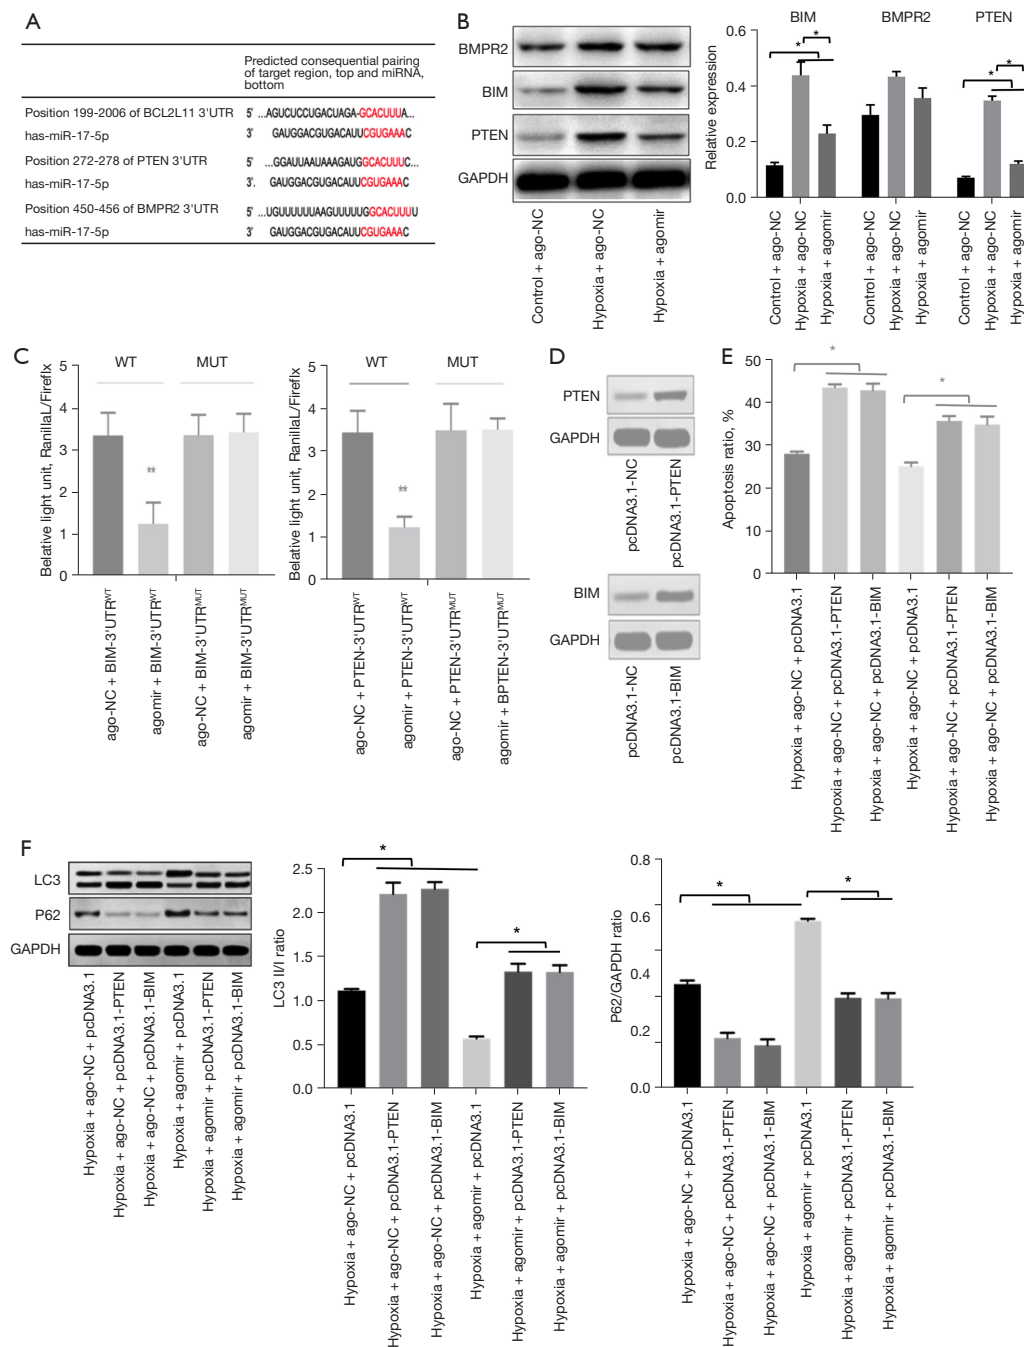 A
Predicted consequential pairing
of target region, top and miRNA,
bottom
Position 199-2006 of BCL2L11 3'UTR 5' ...AGUCUCCUGACUAGA-GCACUUUA...
has-miR-17-5p 3' GAUGGACGUGACAUUCGUGAAAC
Position 272-278 of PTEN 3'UTR 5' ...GGAUUAAUAAAGAUGGCACUUUC...
has-miR-17-5p 3'. GAUGGACGUGACAUUCGUGAAAC
Position 450-456 of BMPR2 3'UTR 5' ...UGUUUUUUAAGUUUUUGGCACUUUU
has-miR-17-5p 3' GAUGGACGUGACAUUCGUGAAAC
B
BMPR2
BIM
PTEN
GAPDH
Control + ago-NC
Hypoxia + ago-NC
Hypoxia + agomir
BIM BMPR2 PTEN
* * * *
Relative expression
0.6
0.4
0.2
0.0
Control + ago-NC
Hypoxia + ago-NC
Hypoxia + agomir
Control + ago-NC
Hypoxia + ago-NC
Hypoxia + agomir
Control + ago-NC
Hypoxia + ago-NC
Hypoxia + agomir
C
WT MUT
Belative light unit, RanillaL/Fireflx
5
4
3
2
1
0
**
ago-NC + BIM-3'UTRWT
agomir + BIM-3'UTRWT
ago-NC + BIM-3'UTRMUT
agomir + BIM-3'UTRMUT
WT MUT
Belative light unit, RanillaL/Fireflx
5
4
3
2
1
0
**
ago-NC + PTEN-3'UTRWT
agomir + PTEN-3'UTRWT
ago-NC + PTEN-3'UTRMUT
agomir + BPTEN-3'UTRMUT
D
PTEN
GAPDH
pcDNA3.1-NC
pcDNA3.1-PTEN
BIM
GAPDH
pcDNA3.1-NC
pcDNA3.1-BIM
E
Apoptosis ratio, %
50
40
30
20
10
0
* *
Hypoxia + ago-NC + pcDNA3.1
Hypoxia + ago-NC + pcDNA3.1-PTEN
Hypoxia + ago-NC + pcDNA3.1-BIM
Hypoxia + ago-NC + pcDNA3.1
Hypoxia + ago-NC + pcDNA3.1-PTEN
Hypoxia + ago-NC + pcDNA3.1-BIM
F
LC3
P62
GAPDH
Hypoxia + ago-NC + pcDNA3.1
Hypoxia + ago-NC + pcDNA3.1-PTEN
Hypoxia + ago-NC + pcDNA3.1-BIM
Hypoxia + agomir + pcDNA3.1
Hypoxia + agomir + pcDNA3.1-PTEN
Hypoxia + agomir + pcDNA3.1-BIM
LC3 II/I ratio
2.5
2.0
1.5
1.0
0.5
0.0
* *
Hypoxia + ago-NC + pcDNA3.1
Hypoxia + ago-NC + pcDNA3.1-PTEN
Hypoxia + ago-NC + pcDNA3.1-BIM
Hypoxia + agomir + pcDNA3.1
Hypoxia + agomir + pcDNA3.1-PTEN
Hypoxia + agomir + pcDNA3.1-BIM
P62/GAPDH ratio
0.8
0.6
0.4
0.2
0.0
* *
Hypoxia + ago-NC + pcDNA3.1
Hypoxia + ago-NC + pcDNA3.1-PTEN
Hypoxia + ago-NC + pcDNA3.1-BIM
Hypoxia + agomir + pcDNA3.1
Hypoxia + agomir + pcDNA3.1-PTEN
Hypoxia + agomir + pcDNA3.1-BIM